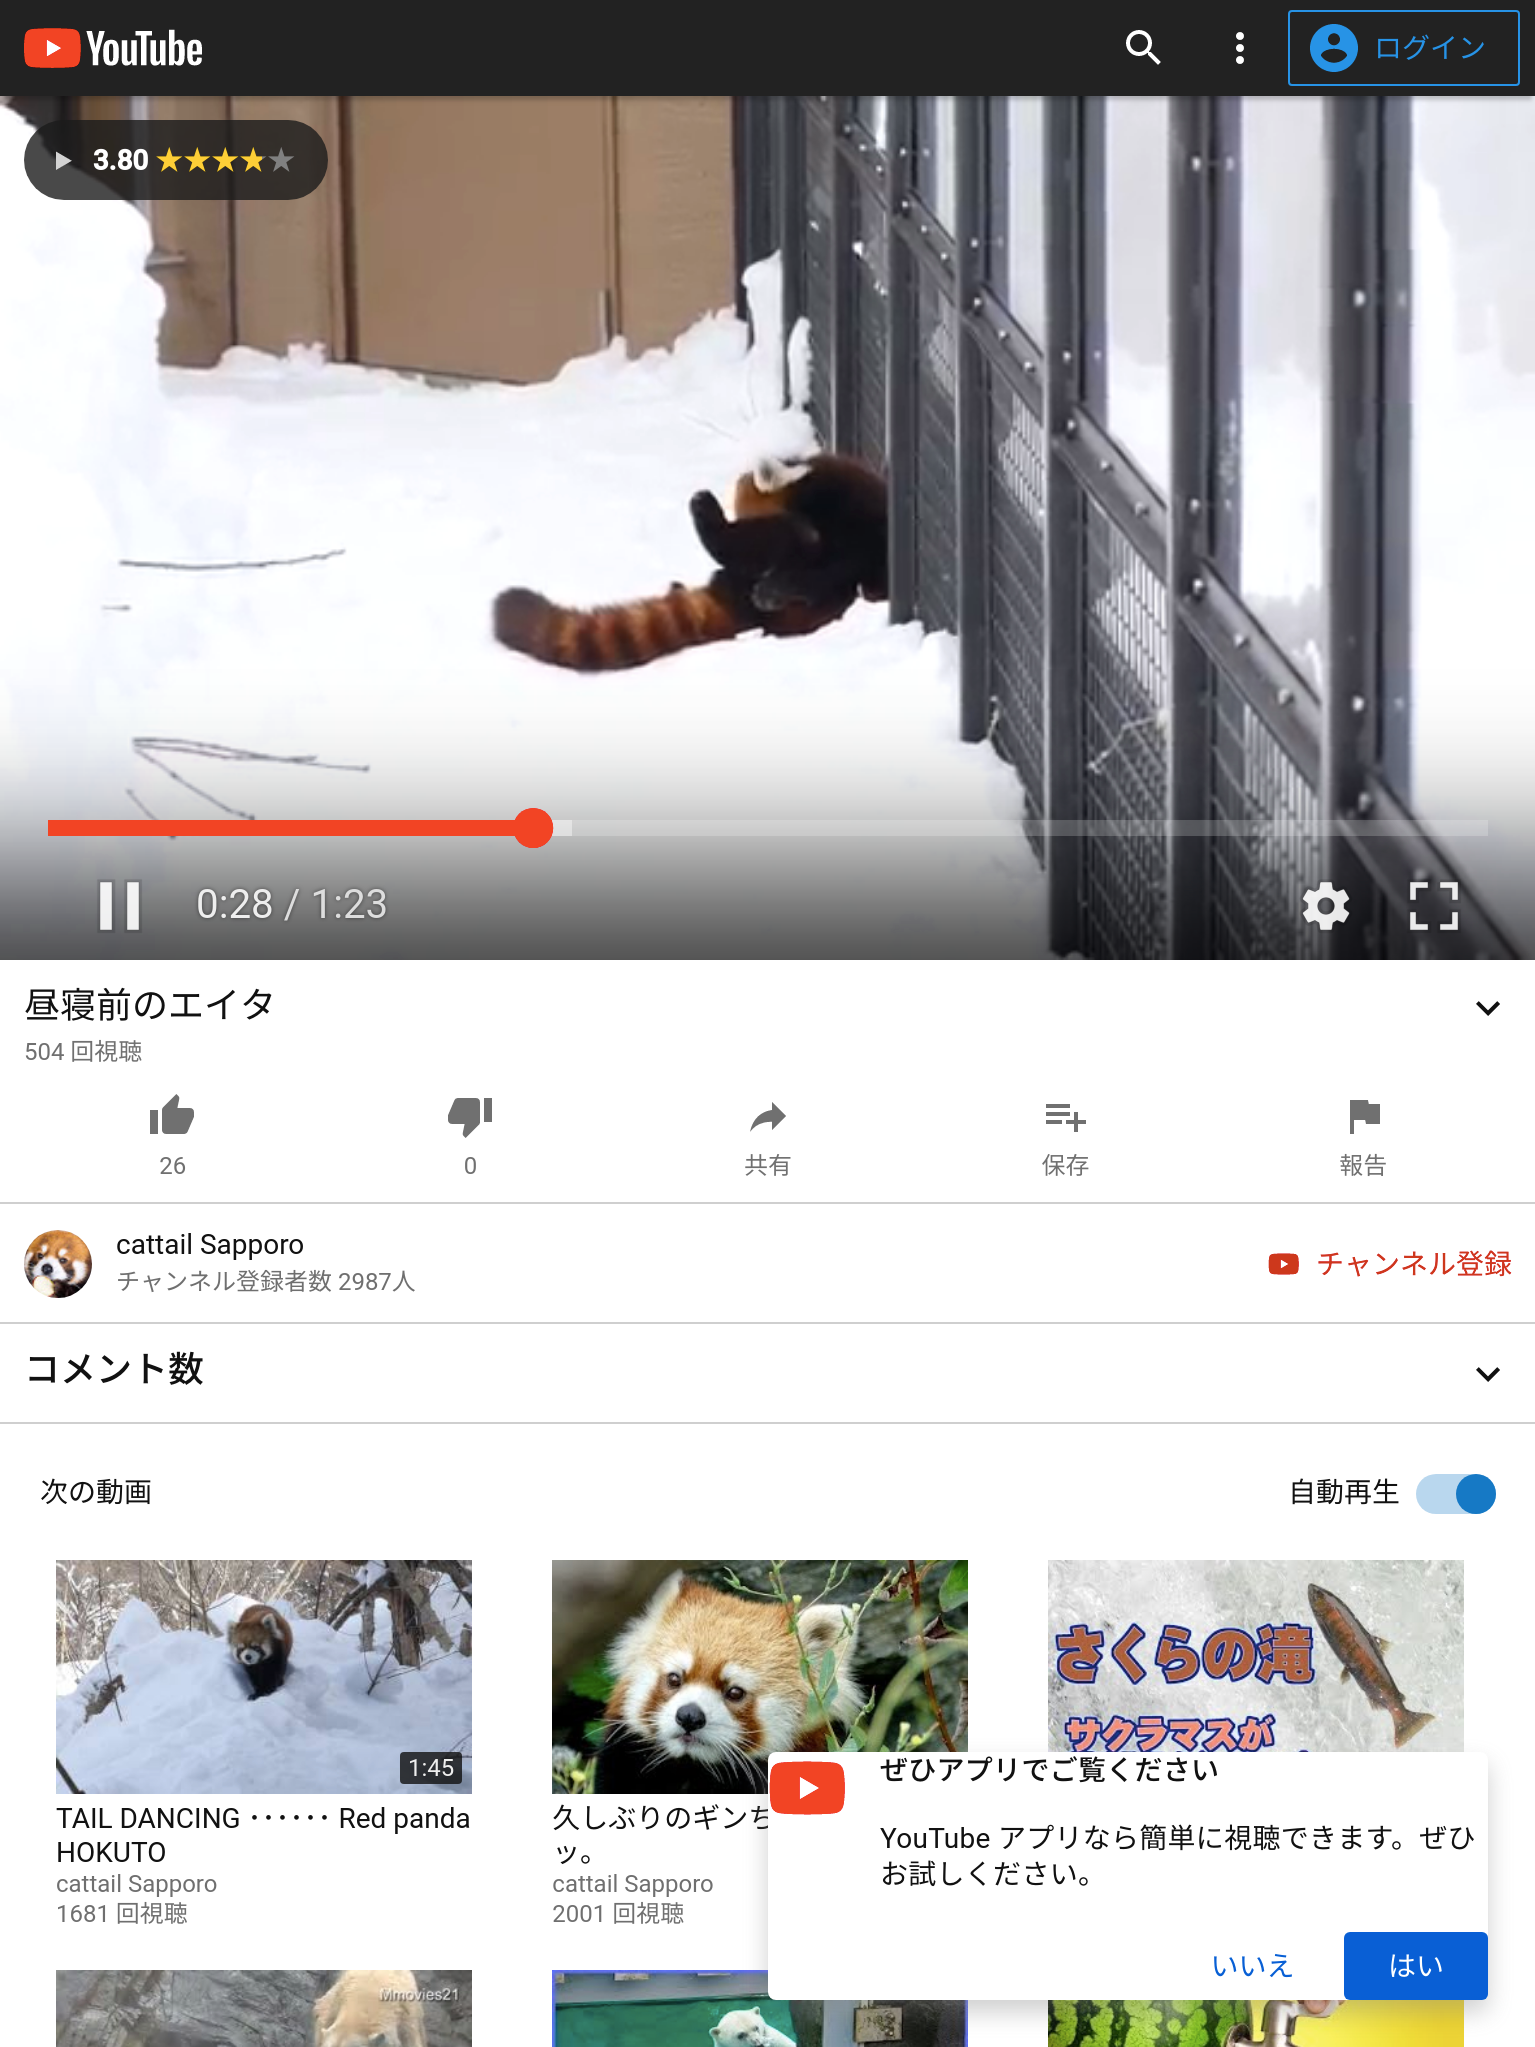 YouTube
ログイン
3.80
0:28 / 1:23
昼寝前のエイタ
504 回視聴
26
0
共有
保存
報告
cattail Sapporo
チャンネル登録者数 2987人
チャンネル登録
コメント数
次の動画
自動再生
さくらの滝
サクラマスが
1:45
TAIL DANCING ‥‥‥ Red panda
HOKUTO
cattail Sapporo
1681 回視聴
久しぶりのギンち
ッ。
cattail Sapporo
2001 回視聴
ぜひアプリでご覧ください
YouTube アプリなら簡単に視聴できます。ぜひ
お試しください。
いいえ
はい
Mmovies21